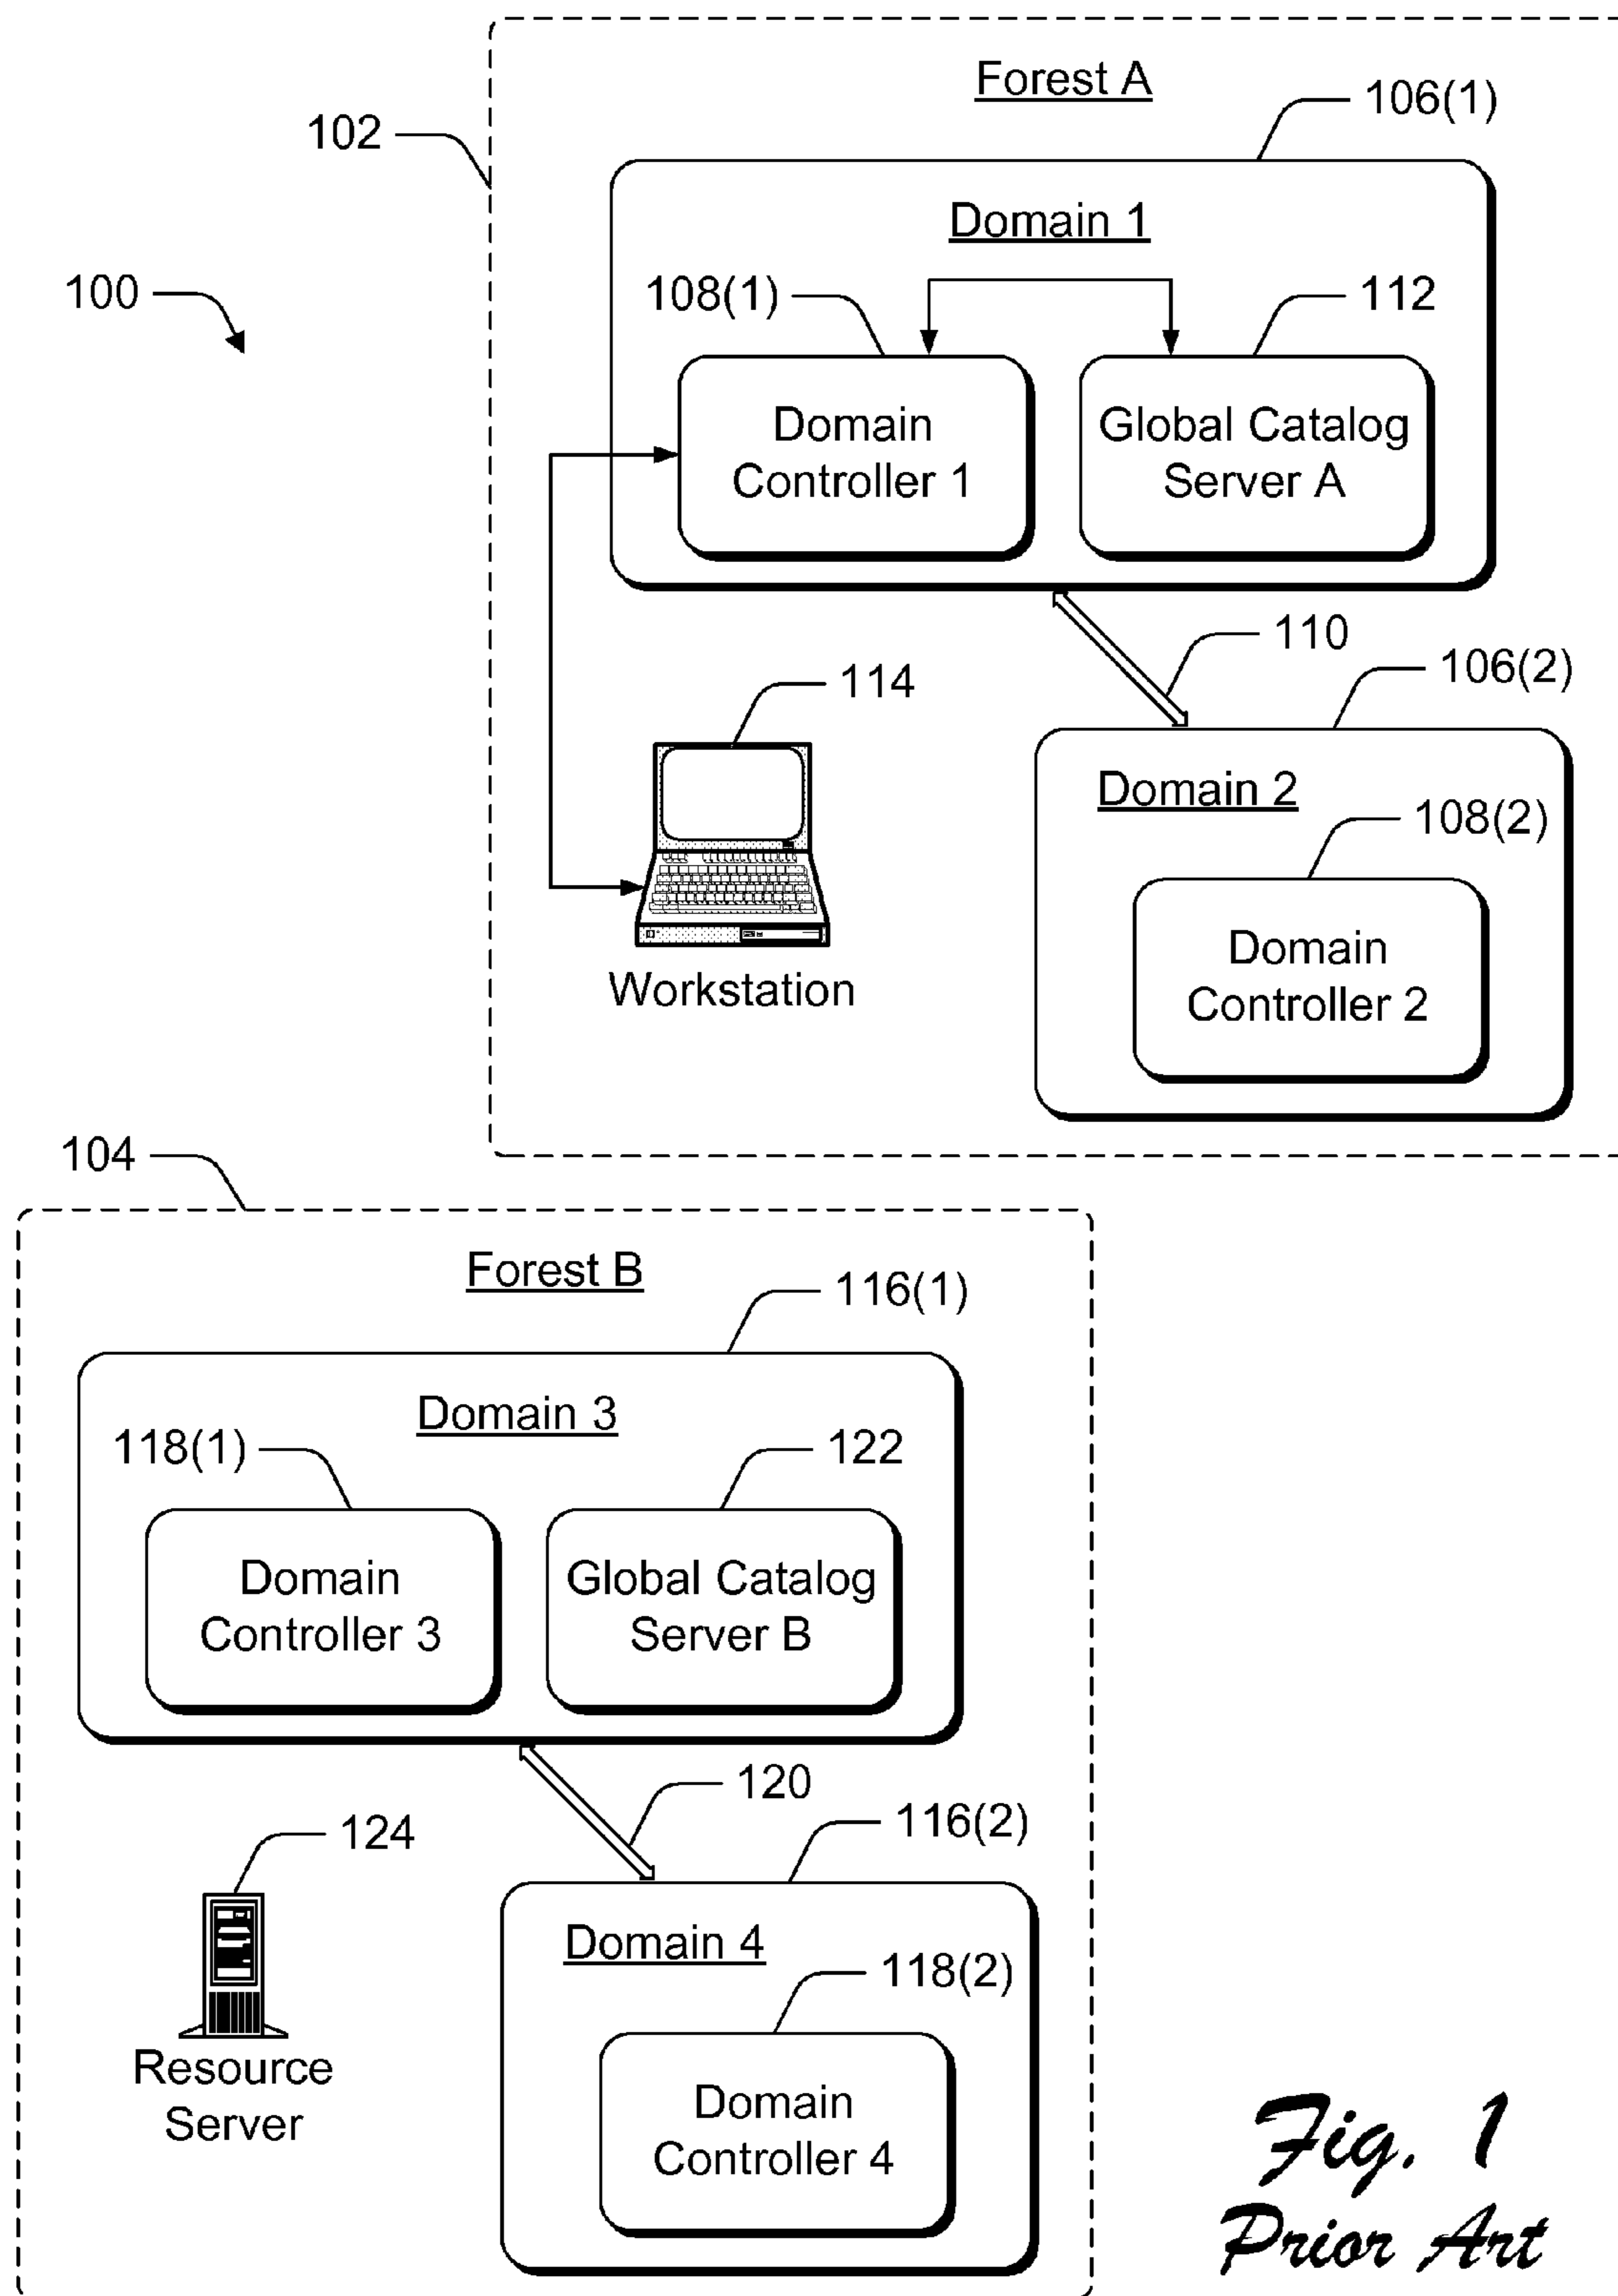 Forest A
106(1)
102
Domain 1
100
108(1)
112
Domain
Controller 1
Global Catalog
Server A
110
106(2)
114
Domain 2
108(2)
Domain
Controller 2
Workstation
104
Forest B
116(1)
Domain 3
118(1)
122
Domain
Controller 3
Global Catalog
Server B
120
116(2)
124
Domain 4
118(2)
Resource
Server
Domain
Controller 4
Fig. 1
Prior Art